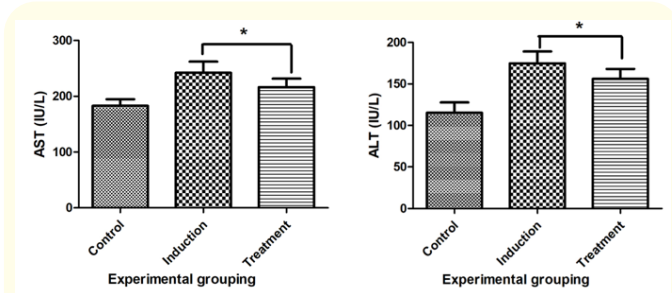 *
300
200
100
0
AST (IU/L)
Control
Induction
Treatment
Experimental grouping
*
200
150
100
50
0
ALT (IU/L)
Control
Induction
Treatment
Experimental grouping